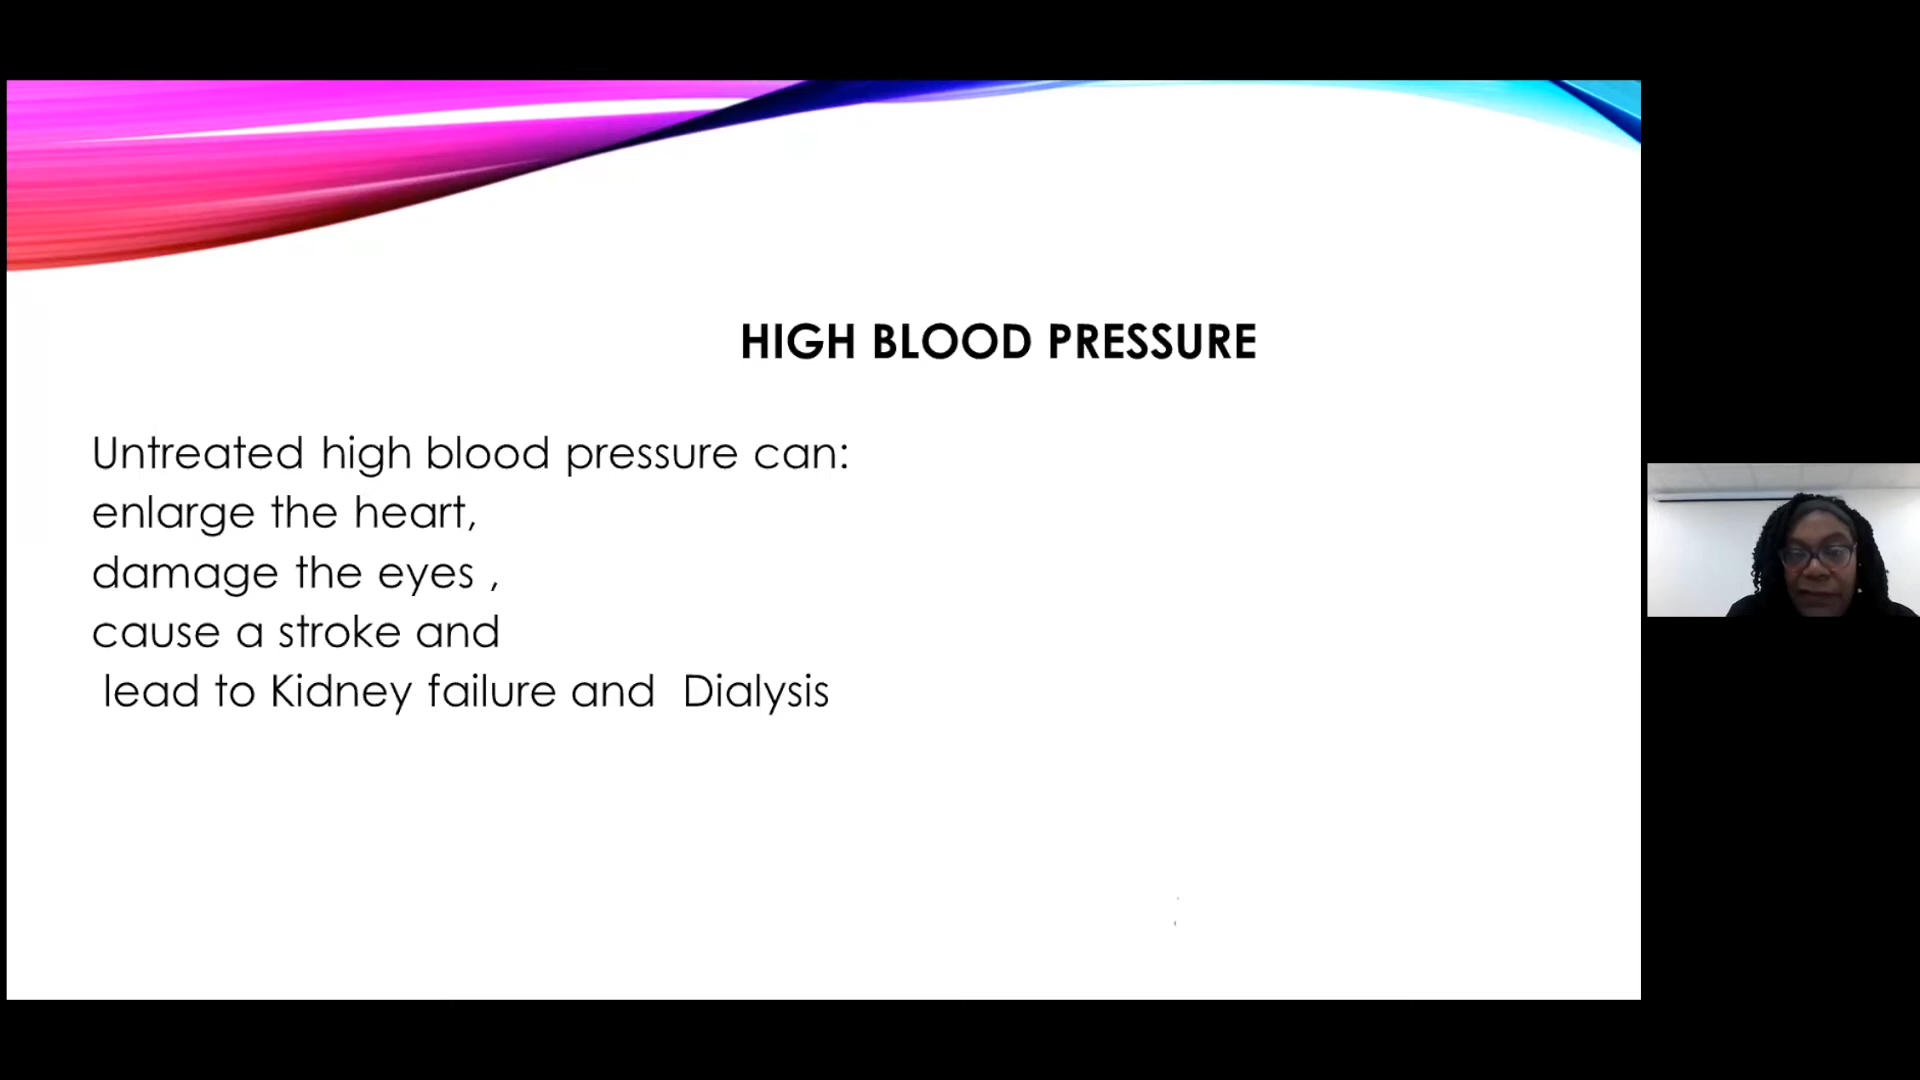 HIGH BLOOD PRESSURE
Untreated high blood pressure can:
enlarge the heart,
damage the eyes ,
cause a stroke and
lead to Kidney failure and  Dialysis